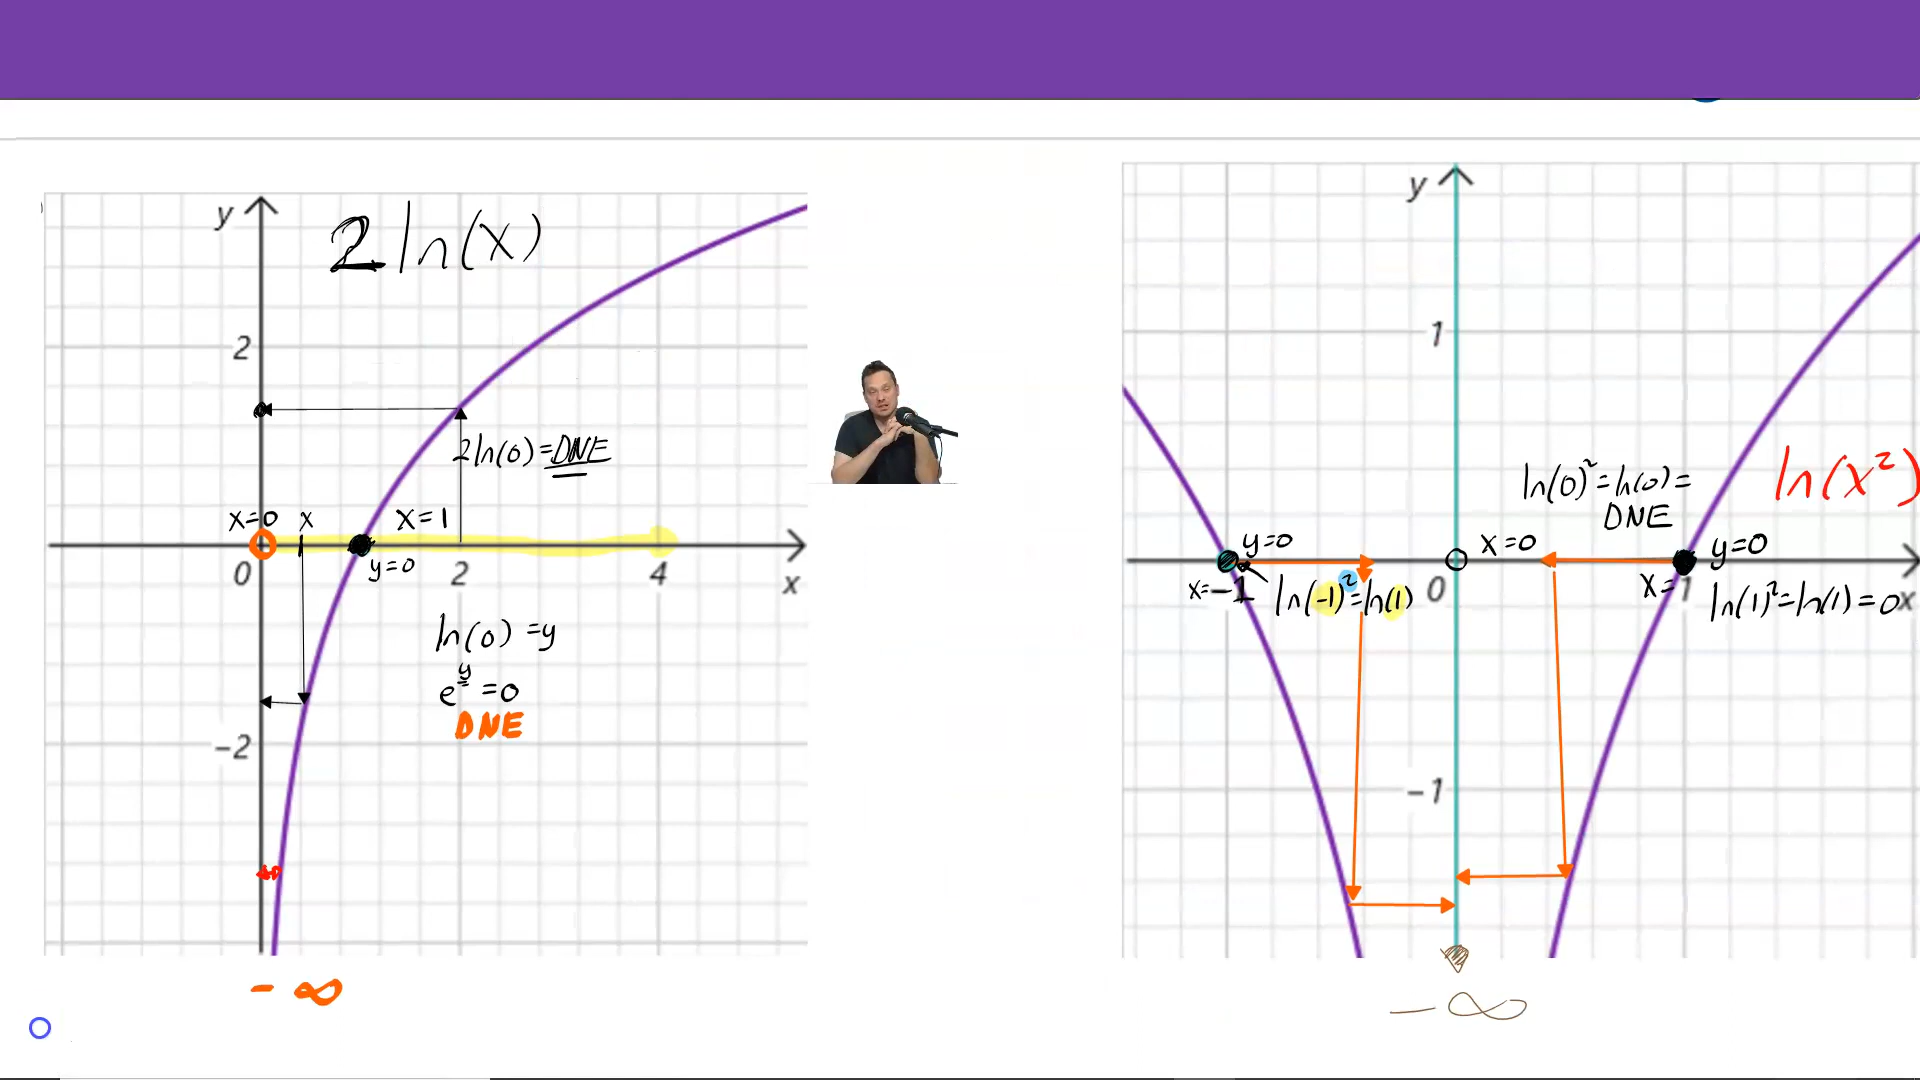 y
2 ln(x)
2
2ln(0)=DNE
x=0 x x=1
0 y=0 2 4 x
ln(0) =y
e^y =0
DNE
-2
- ∞
y
1
ln(x²)
ln(0)²=ln(0)=
DNE
y=0 x=0 y=0
x=-1 ln(-1)²=ln(1) 0 x=1 ln(1)²=ln(1)=0 x
-1
-∞